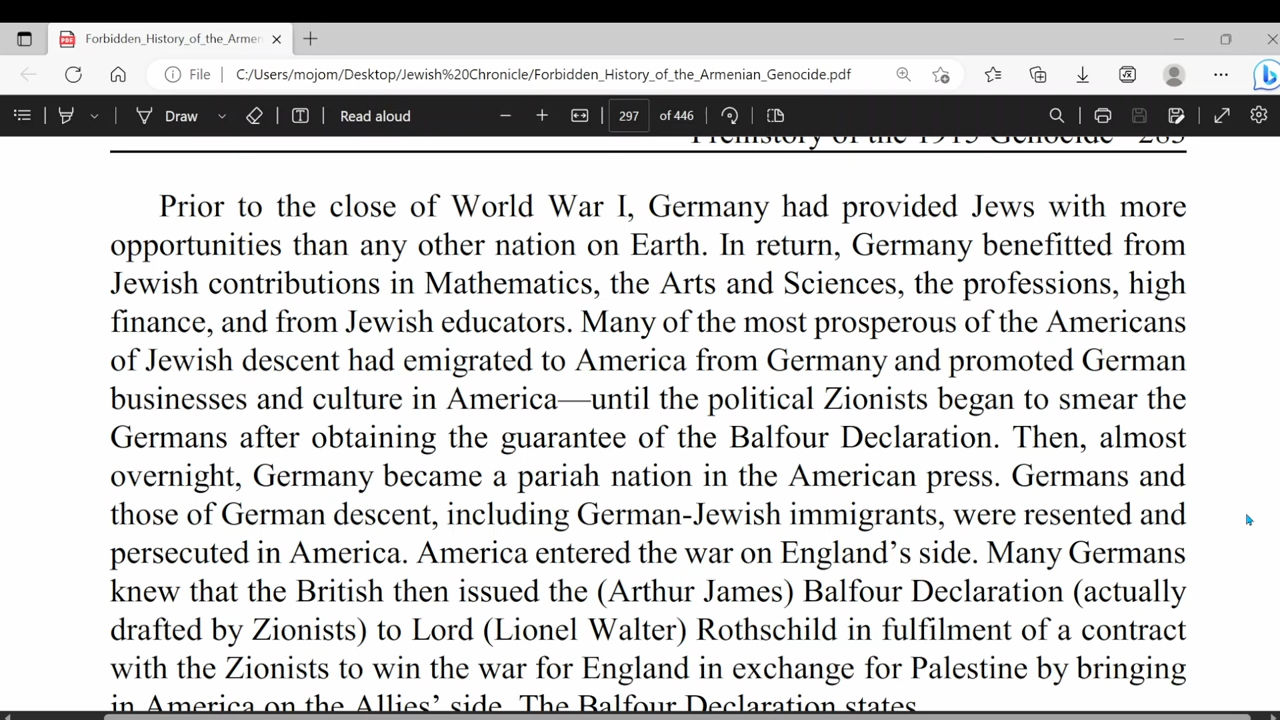 Forbidden_History_of_the_Armen
File C:/Users/mojom/Desktop/Jewish%20Chronicle/Forbidden_History_of_the_Armenian_Genocide.pdf
Draw Read aloud 297 of 446
Prehistory of the 1915 Genocide 285
Prior to the close of World War I, Germany had provided Jews with more
opportunities than any other nation on Earth. In return, Germany benefitted from
Jewish contributions in Mathematics, the Arts and Sciences, the professions, high
finance, and from Jewish educators. Many of the most prosperous of the Americans
of Jewish descent had emigrated to America from Germany and promoted German
businesses and culture in America—until the political Zionists began to smear the
Germans after obtaining the guarantee of the Balfour Declaration. Then, almost
overnight, Germany became a pariah nation in the American press. Germans and
those of German descent, including German-Jewish immigrants, were resented and
persecuted in America. America entered the war on England's side. Many Germans
knew that the British then issued the (Arthur James) Balfour Declaration (actually
drafted by Zionists) to Lord (Lionel Walter) Rothschild in fulfilment of a contract
with the Zionists to win the war for England in exchange for Palestine by bringing
in America on the Allies' side. The Balfour Declaration states,